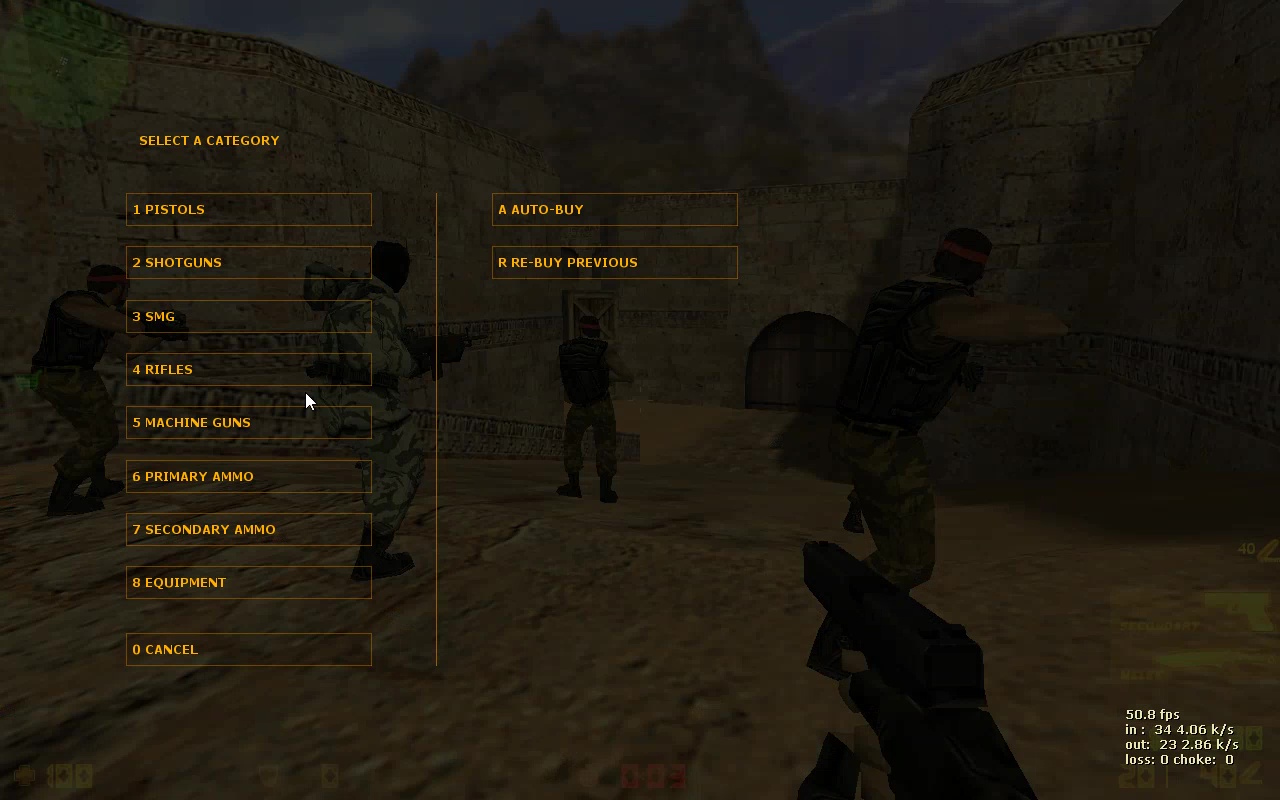 SELECT A CATEGORY
1 PISTOLS
2 SHOTGUNS
3 SMG
4 RIFLES
5 MACHINE GUNS
6 PRIMARY AMMO
7 SECONDARY AMMO
8 EQUIPMENT
0 CANCEL
A AUTO-BUY
R RE-BUY PREVIOUS
SECONDARY
MELEE
50.8 fps
in : 34 4.06 k/s
out: 23 2.86 k/s
loss: 0 choke: 0